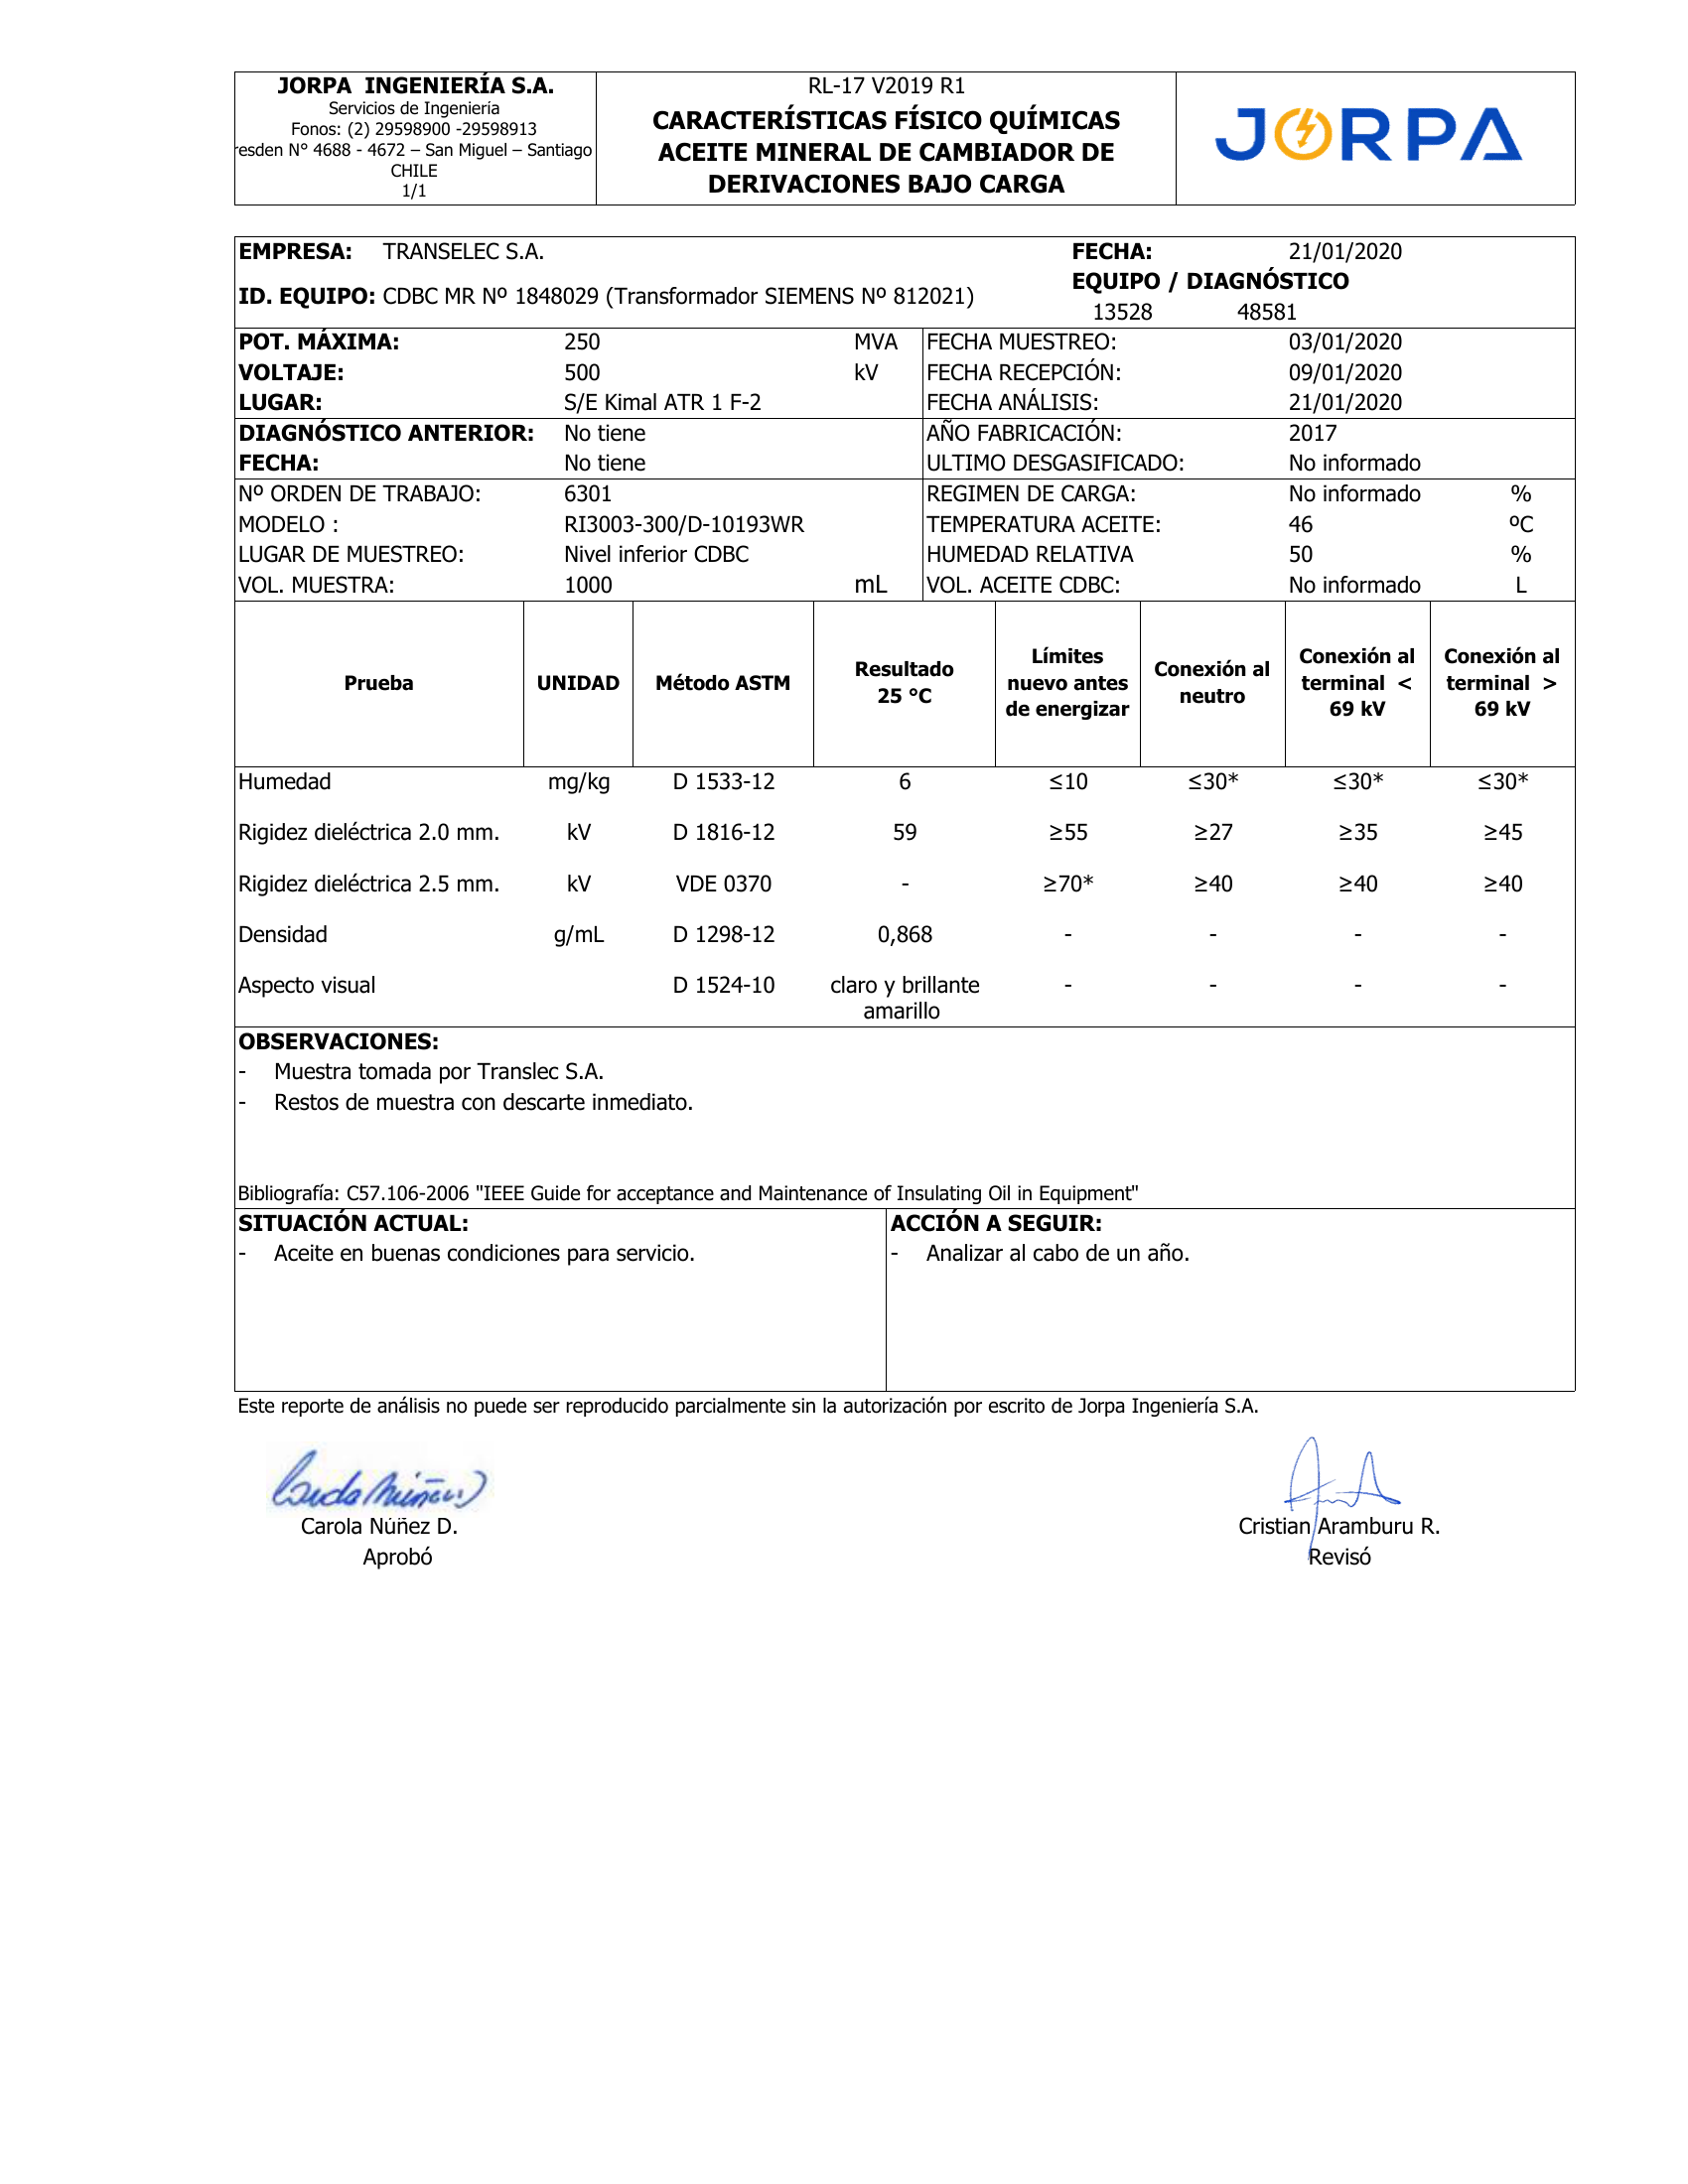 JORPA  INGENIERÍA S.A.
Servicios de Ingeniería
Fonos: (2) 29598900 -29598913
resden N° 4688 - 4672 – San Miguel – Santiago
CHILE
1/1
RL-17 V2019 R1
CARACTERÍSTICAS FÍSICO QUÍMICAS
ACEITE MINERAL DE CAMBIADOR DE
DERIVACIONES BAJO CARGA
JORPA
EMPRESA: TRANSELEC S.A. FECHA: 21/01/2020
EQUIPO / DIAGNÓSTICO
ID. EQUIPO: CDBC MR Nº 1848029 (Transformador SIEMENS Nº 812021)
13528 48581
POT. MÁXIMA: 250 MVA FECHA MUESTREO: 03/01/2020
VOLTAJE: 500 kV FECHA RECEPCIÓN: 09/01/2020
LUGAR: S/E Kimal ATR 1 F-2 FECHA ANÁLISIS: 21/01/2020
DIAGNÓSTICO ANTERIOR: No tiene AÑO FABRICACIÓN: 2017
FECHA: No tiene ULTIMO DESGASIFICADO: No informado
Nº ORDEN DE TRABAJO: 6301 REGIMEN DE CARGA: No informado %
MODELO : RI3003-300/D-10193WR TEMPERATURA ACEITE: 46 ºC
LUGAR DE MUESTREO: Nivel inferior CDBC HUMEDAD RELATIVA 50 %
VOL. MUESTRA: 1000 mL VOL. ACEITE CDBC: No informado L
Prueba
UNIDAD
Método ASTM
Resultado
25 °C
Límites
nuevo antes
de energizar
Conexión al
neutro
Conexión al
terminal  <
69 kV
Conexión al
terminal  >
69 kV
Humedad mg/kg D 1533-12 6 ≤10 ≤30* ≤30* ≤30*
Rigidez dieléctrica 2.0 mm. kV D 1816-12 59 ≥55 ≥27 ≥35 ≥45
Rigidez dieléctrica 2.5 mm. kV VDE 0370 - ≥70* ≥40 ≥40 ≥40
Densidad g/mL D 1298-12 0,868 - - - -
Aspecto visual D 1524-10 claro y brillante - - - -
amarillo
OBSERVACIONES:
- Muestra tomada por Translec S.A.
- Restos de muestra con descarte inmediato.
Bibliografía: C57.106-2006 "IEEE Guide for acceptance and Maintenance of Insulating Oil in Equipment"
SITUACIÓN ACTUAL:
- Aceite en buenas condiciones para servicio.
ACCIÓN A SEGUIR:
- Analizar al cabo de un año.
Este reporte de análisis no puede ser reproducido parcialmente sin la autorización por escrito de Jorpa Ingeniería S.A.
Carola Núñez D.
Aprobó
Cristian Aramburu R.
Revisó